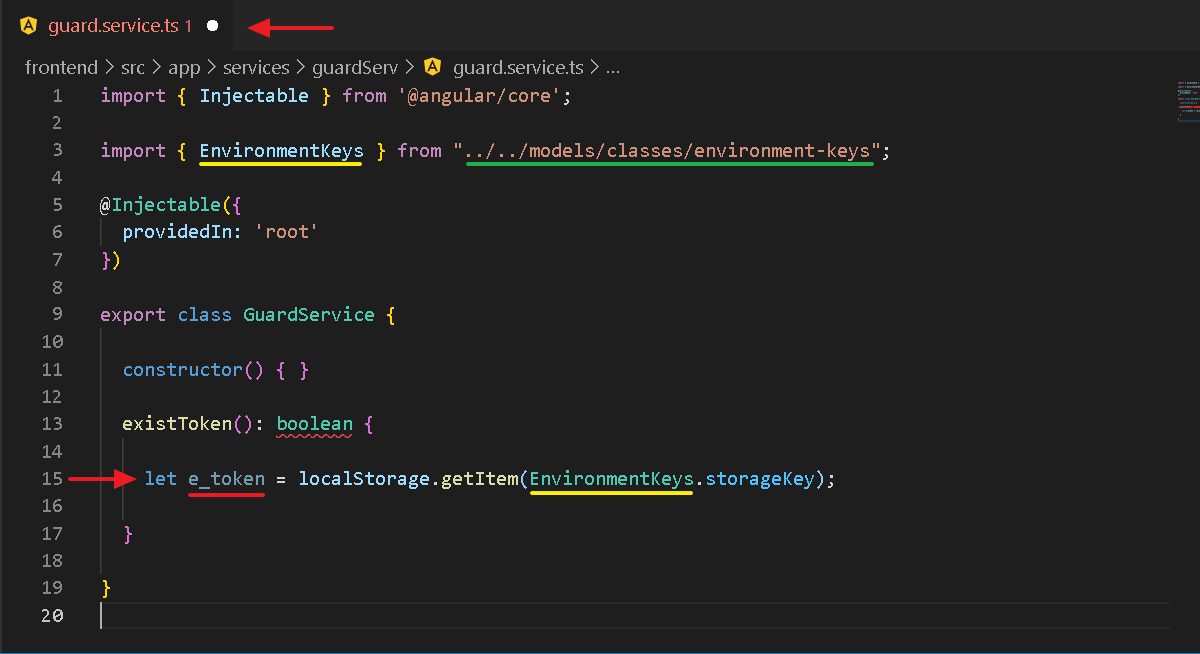 guard.service.ts 1
frontend > src > app > services > guardServ > guard.service.ts > ...
1 import { Injectable } from '@angular/core';
2
3 import { EnvironmentKeys } from "../../models/classes/environment-keys";
4
5 @Injectable({
6 providedIn: 'root'
7 })
8
9 export class GuardService {
10
11 constructor() { }
12
13 existToken(): boolean {
14
15 let e_token = localStorage.getItem(EnvironmentKeys.storageKey);
16
17 }
18
19 }
20